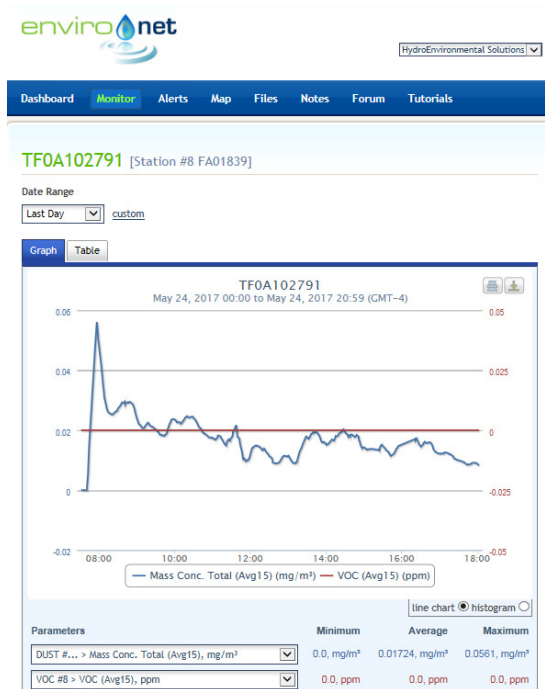 environet
HydroEnvironmental Solutions
Dashboard Monitor Alerts Map Files Notes Forum Tutorials
TF0A102791 [Station #8 FA01839]
Date Range
Last Day custom
Graph Table
TF0A102791
May 24, 2017 00:00 to May 24, 2017 20:59 (GMT-4)
0.06 0.05
0.04 0.025
0.02 0
0 -0.025
-0.02 -0.05
08:00 10:00 12:00 14:00 16:00 18:00
Mass Conc. Total (Avg15) (mg/m³) VOC (Avg15) (ppm)
line chart histogram
Parameters Minimum Average Maximum
DUST #... > Mass Conc. Total (Avg15), mg/m³ 0.0, mg/m³ 0.01724, mg/m³ 0.0561, mg/m³
VOC #8 > VOC (Avg15), ppm 0.0, ppm 0.0, ppm 0.0, ppm